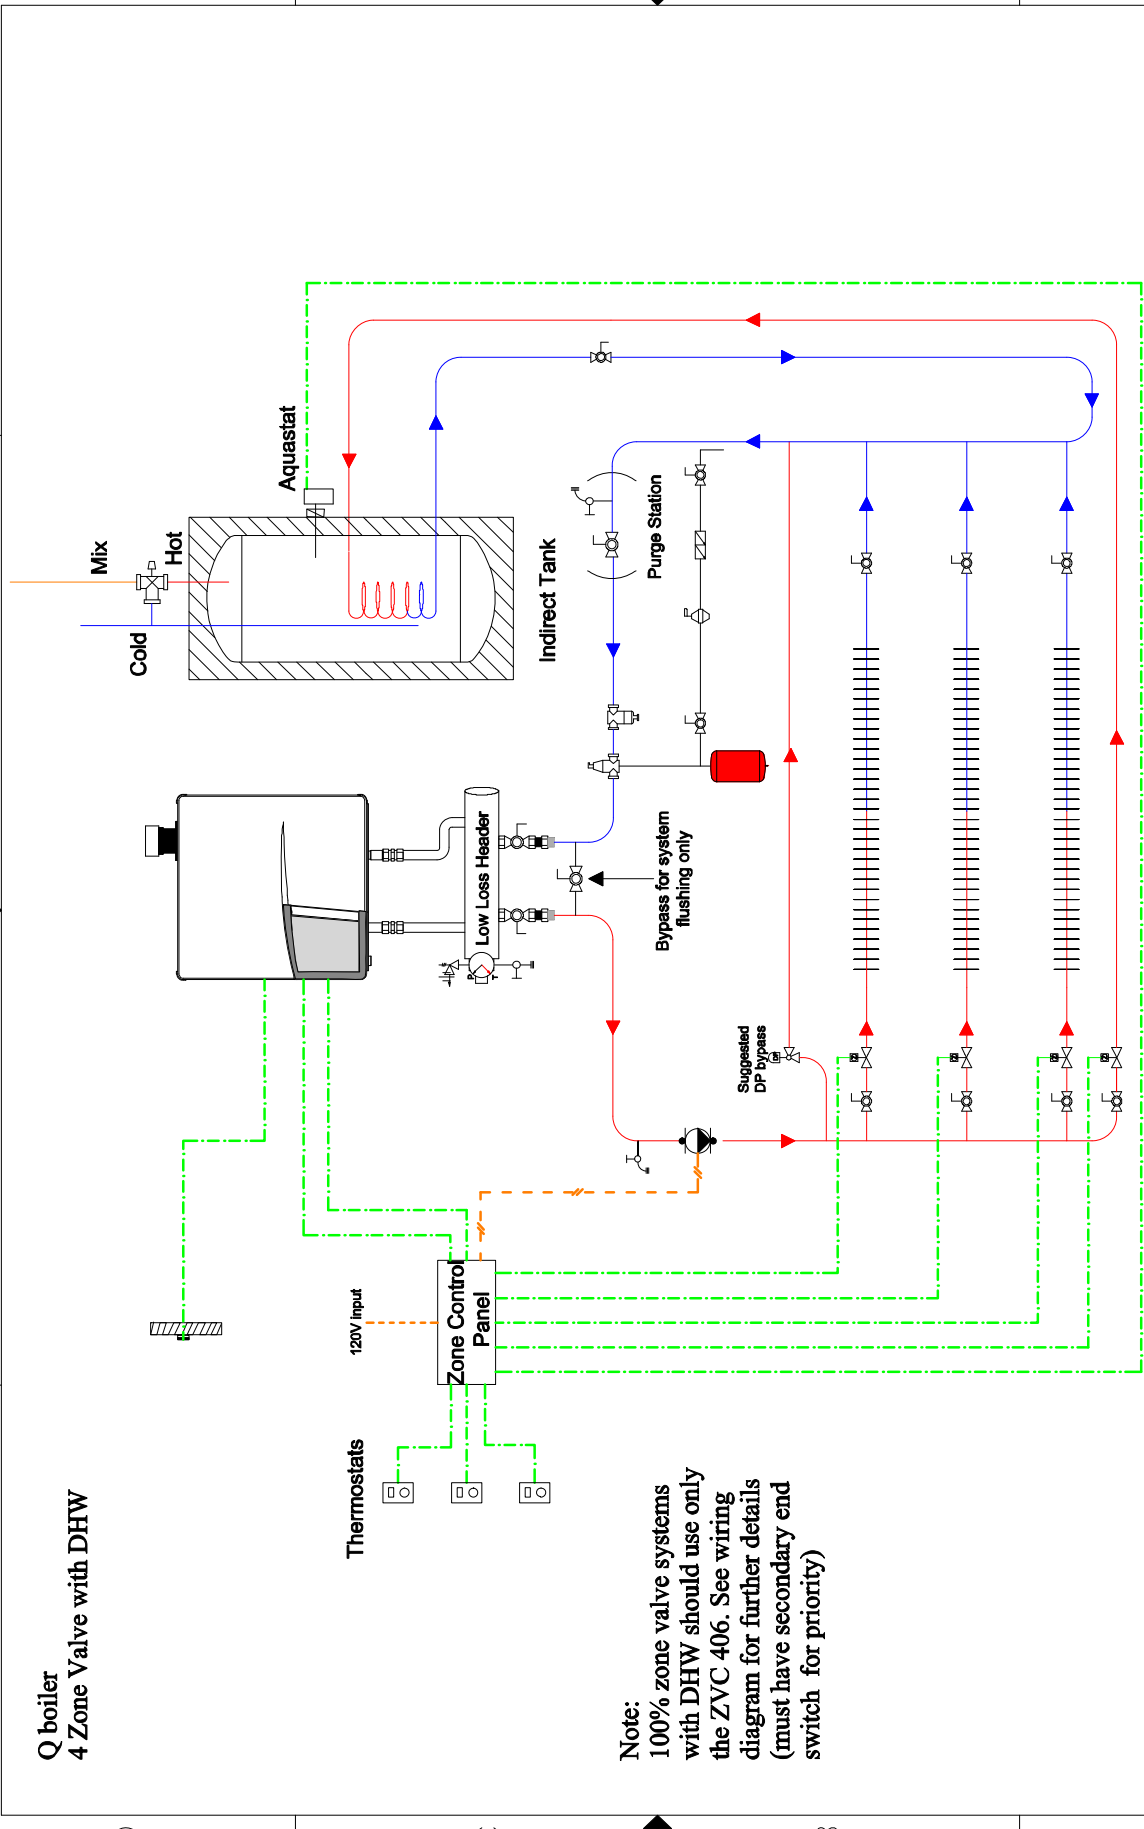 Q boiler
4 Zone Valve with DHW
Mix
Hot
Cold
Aquastat
Indirect Tank
Purge Station
Low Loss Header
P
T
Bypass for system
flushing only
Suggested
DP bypass
120V input
Zone Control
Panel
Thermostats
Note:
100% zone valve systems
with DHW should use only
the ZVC 406. See wiring
diagram for further details
(must have secondary end
switch for priority)